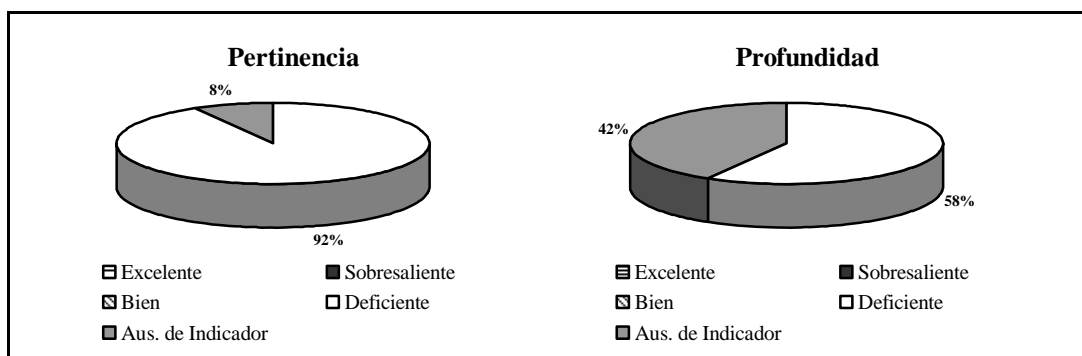 Pertinencia
8%
92%
Excelente
Sobresaliente
Bien
Deficiente
Aus. de Indicador
Profundidad
42%
58%
Excelente
Sobresaliente
Bien
Deficiente
Aus. de Indicador